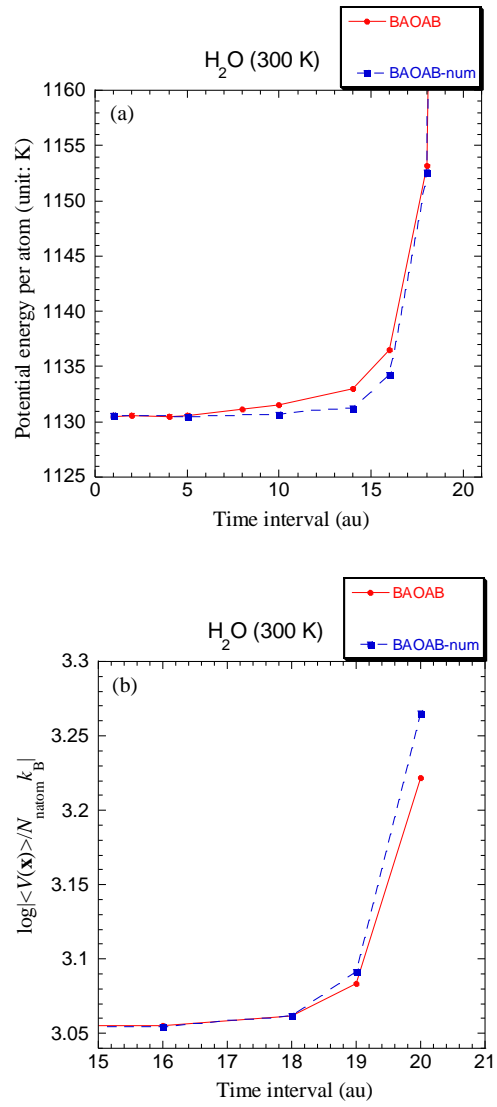 BAOAB
BAOAB-num
H2O (300 K)
(a)
1160
1155
1150
1145
1140
1135
1130
1125
Potential energy per atom (unit: K)
0 5 10 15 20
Time interval (au)
BAOAB
BAOAB-num
H2O (300 K)
(b)
3.3
3.25
3.2
3.15
3.1
3.05
log|<V(x)>/Nnatom kB|
15 16 17 18 19 20 21
Time interval (au)